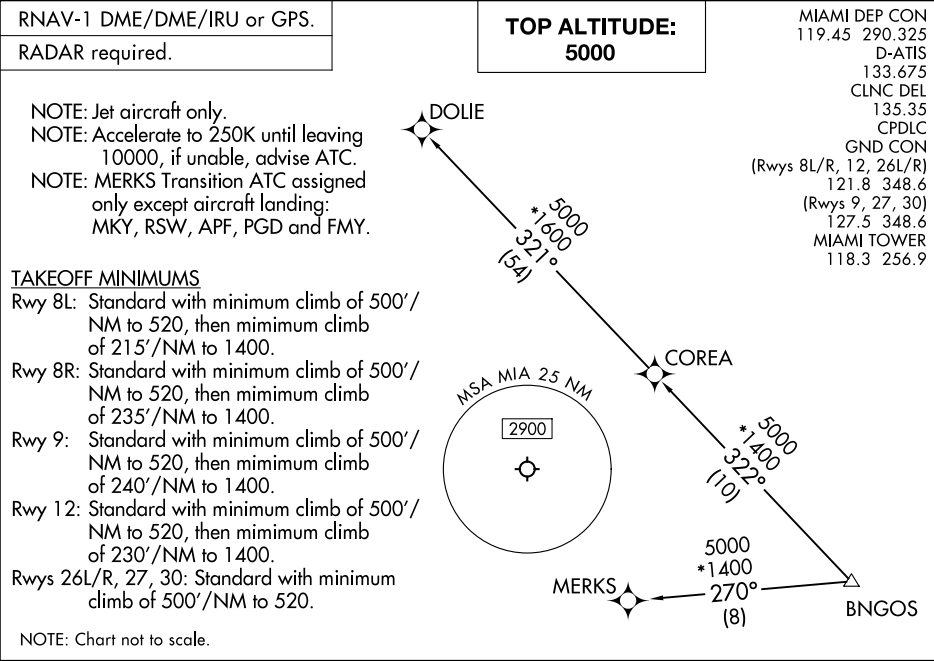 RNAV-1 DME/DME/IRU or GPS.
RADAR required.
TOP ALTITUDE:
5000
MIAMI DEP CON
119.45 290.325
D-ATIS
133.675
CLNC DEL
135.35
CPDLC
GND CON
(Rwys 8L/R, 12, 26L/R)
121.8 348.6
(Rwys 9, 27, 30)
127.5 348.6
MIAMI TOWER
118.3 256.9
NOTE: Jet aircraft only.
NOTE: Accelerate to 250K until leaving
10000, if unable, advise ATC.
NOTE: MERKS Transition ATC assigned
only except aircraft landing:
MKY, RSW, APF, PGD and FMY.
TAKEOFF MINIMUMS
Rwy 8L: Standard with minimum climb of 500'/
NM to 520, then mimimum climb
of 215'/NM to 1400.
Rwy 8R: Standard with minimum climb of 500'/
NM to 520, then minimum climb
of 235'/NM to 1400.
Rwy 9: Standard with minimum climb of 500'/
NM to 520, then minimum climb
of 240'/NM to 1400.
Rwy 12: Standard with minimum climb of 500'/
NM to 520, then minimum climb
of 230'/NM to 1400.
Rwys 26L/R, 27, 30: Standard with minimum
climb of 500'/NM to 520.
NOTE: Chart not to scale.
DOLIE
5000
*1600
321°
(54)
COREA
MSA MIA 25 NM
2900
5000
*1400
322°
(10)
5000
*1400
270°
(8)
MERKS
BNGOS